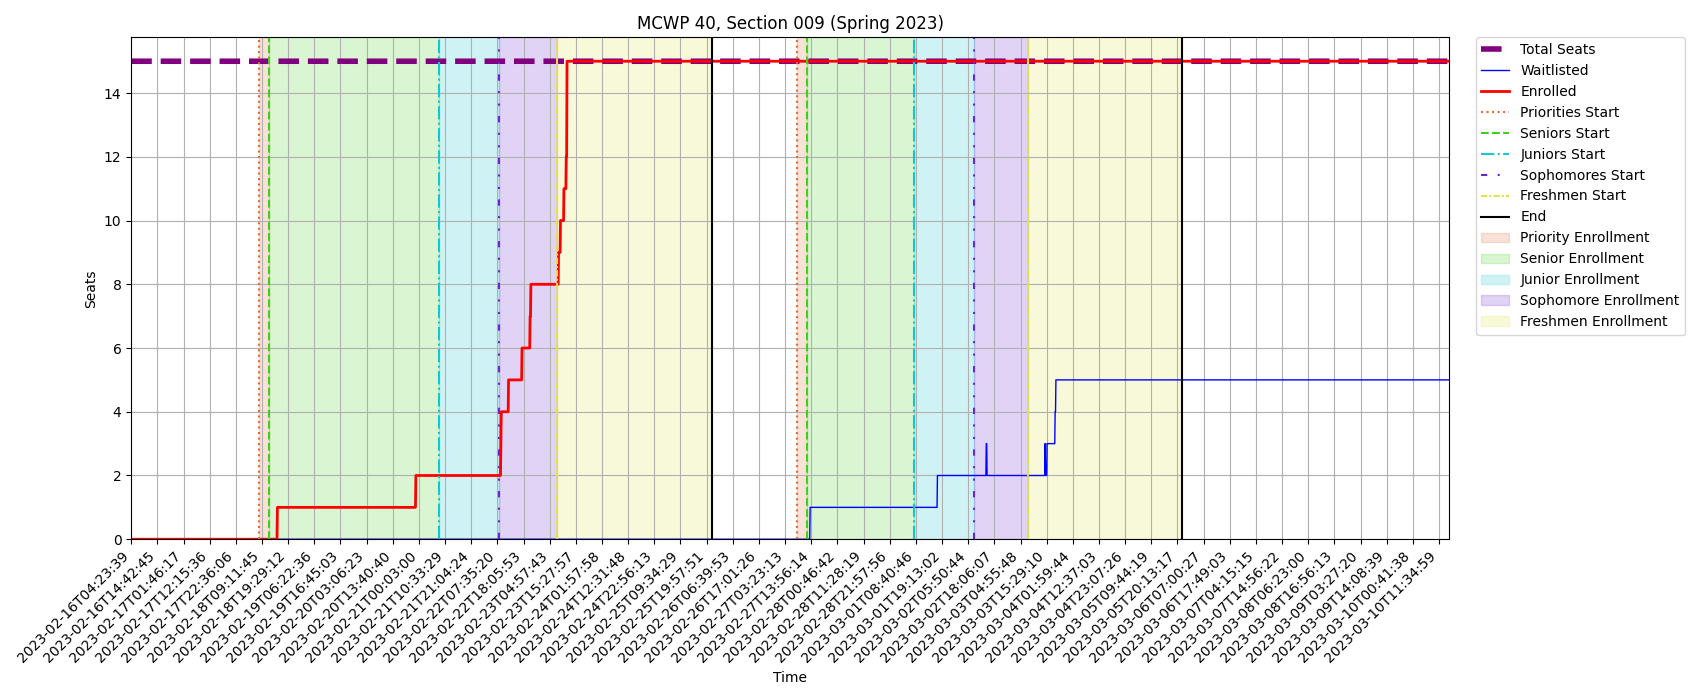 MCWP 40, Section 009 (Spring 2023)
Total Seats
Waitlisted
Enrolled
Priorities Start
Seniors Start
Juniors Start
Sophomores Start
Freshmen Start
End
Priority Enrollment
Senior Enrollment
Junior Enrollment
Sophomore Enrollment
Freshmen Enrollment
Seats
14
12
10
8
6
4
2
0
2023-02-16T04:23:39
2023-02-16T14:42:45
2023-02-17T01:46:17
2023-02-17T12:15:36
2023-02-17T22:36:06
2023-02-18T09:11:45
2023-02-18T19:29:12
2023-02-19T06:22:36
2023-02-19T16:45:03
2023-02-20T03:06:23
2023-02-20T13:40:40
2023-02-21T00:03:00
2023-02-21T10:33:29
2023-02-21T21:04:24
2023-02-22T07:35:20
2023-02-22T18:05:53
2023-02-23T04:57:43
2023-02-23T15:27:57
2023-02-24T01:57:58
2023-02-24T12:31:48
2023-02-24T22:56:13
2023-02-25T09:34:29
2023-02-25T19:57:51
2023-02-26T06:39:53
2023-02-26T17:01:26
2023-02-27T03:23:13
2023-02-27T13:56:14
2023-02-28T00:46:42
2023-02-28T11:28:19
2023-02-28T21:57:56
2023-03-01T08:40:46
2023-03-01T19:13:02
2023-03-02T05:50:44
2023-03-02T18:06:07
2023-03-03T04:55:48
2023-03-03T15:29:10
2023-03-04T01:59:44
2023-03-04T12:37:03
2023-03-04T23:07:26
2023-03-05T09:44:19
2023-03-05T20:13:17
2023-03-06T07:00:27
2023-03-06T17:49:03
2023-03-07T04:15:15
2023-03-07T14:56:22
2023-03-08T06:23:00
2023-03-08T16:56:13
2023-03-09T03:27:20
2023-03-09T14:08:39
2023-03-10T00:41:38
2023-03-10T11:34:59
Time